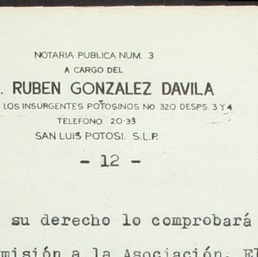 NOTARIA PUBLICA NUM. 3
A CARGO DEL
. RUBEN GONZALEZ DAVILA
LOS INSURGENTES POTOSINOS No 320 DESPS. 3 Y 4
TELEFONO 20-33
SAN LUIS POTOSI. S.L.P.
- 12 -
su derecho lo comprobará
misión a la Asociación. El